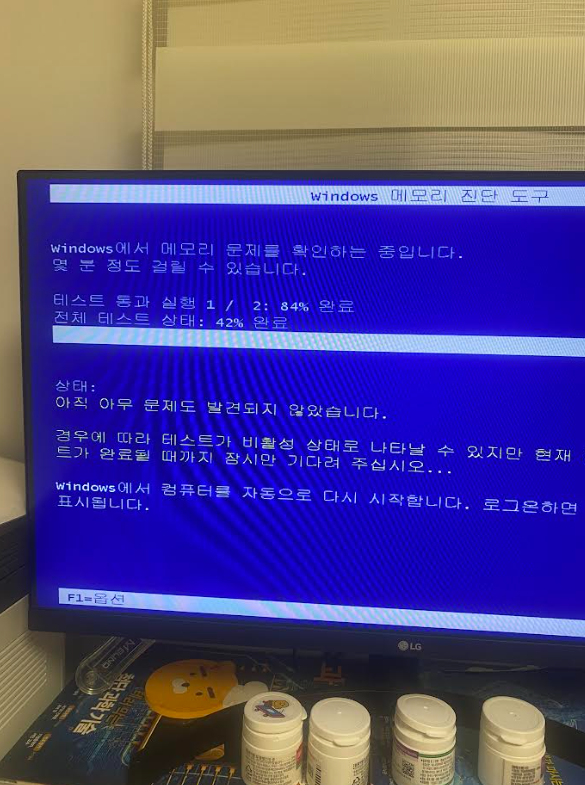 Windows 메모리 진단 도구
Windows에서 메모리 문제를 확인하는 중입니다.
몇 분 정도 걸릴 수 있습니다.
테스트 통과 실행 1 / 2: 84% 완료
전체 테스트 상태: 42% 완료
상태:
아직 아무 문제도 발견되지 않았습니다.
경우에 따라 테스트가 비활성 상태로 나타날 수 있지만 현재
트가 완료될 때까지 잠시만 기다려 주십시오...
Windows에서 컴퓨터를 자동으로 다시 시작합니다. 로그온하면
표시됩니다.
F1=옵션
LG